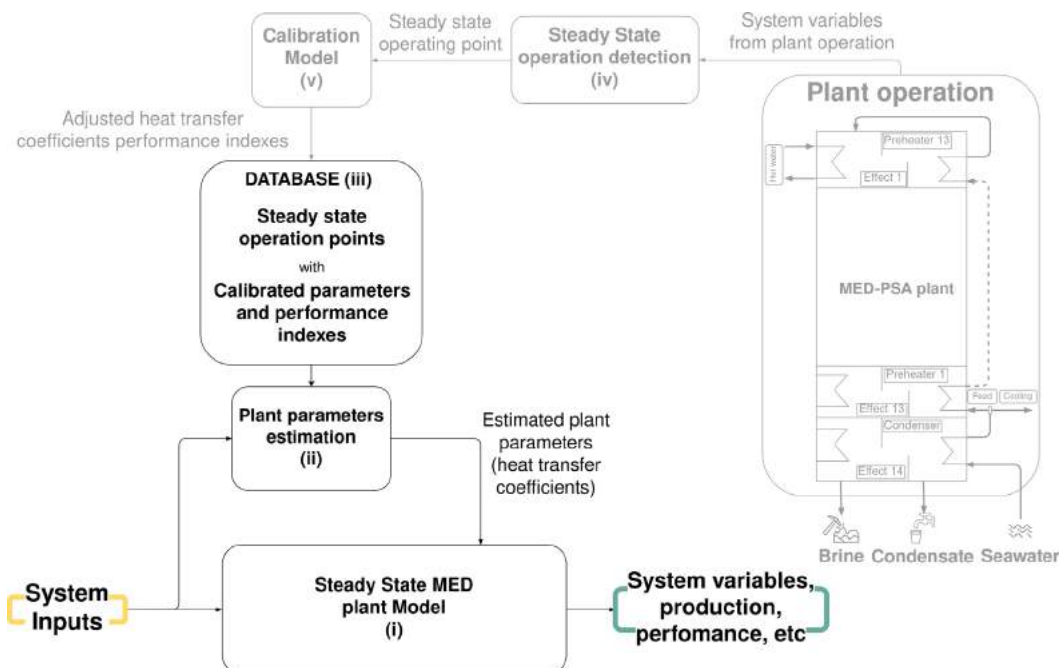 Calibration
Model
(v)
Steady state
operating point
Steady State
operation detection
(iv)
System variables
from plant operation
Plant operation
Adjusted heat transfer
coefficients performance indexes
Preheater 13
Hot water
Effect 1
MED-PSA plant
Preheater 1
Feed
Cooling
Effect 13
Condenser
Effect 14
Brine
Condensate
Seawater
DATABASE (iii)
Steady state
operation points
with
Calibrated parameters
and performance
indexes
Plant parameters
estimation
(ii)
Estimated plant
parameters
(heat transfer
coefficients)
System
Inputs
Steady State MED
plant Model
(i)
System variables,
production,
perfomance, etc